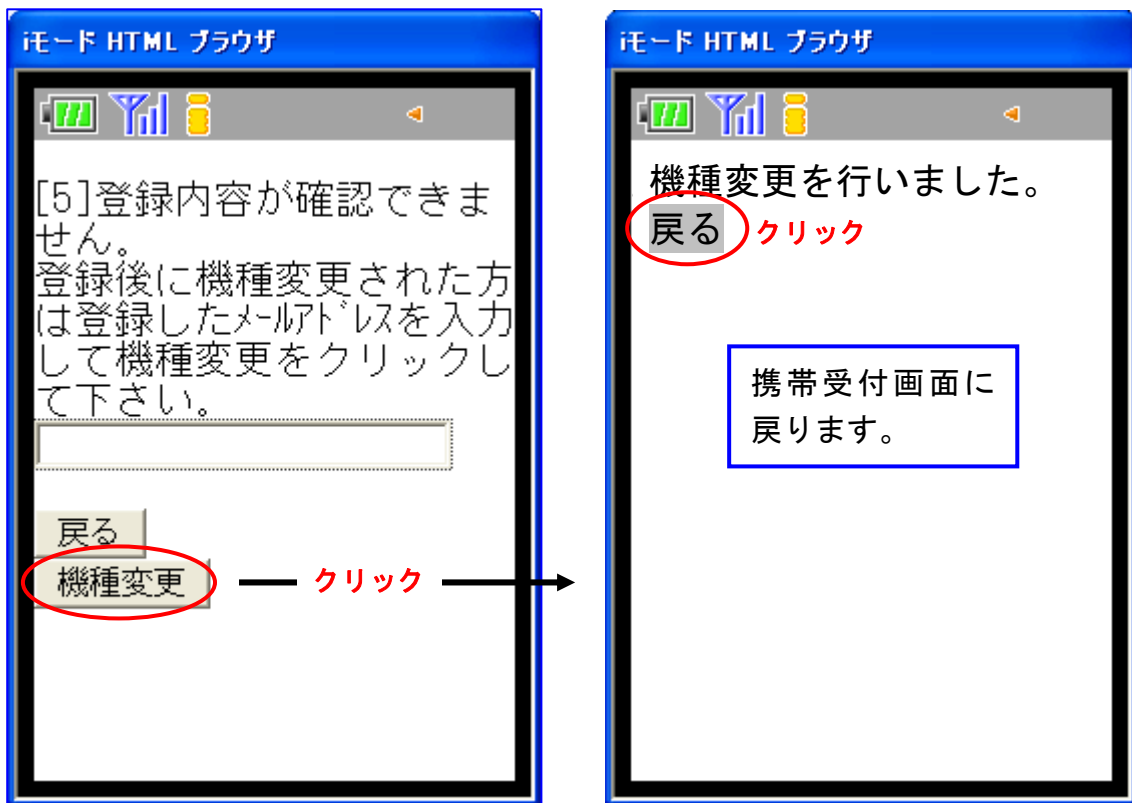 iモード HTML ブラウザ
[5]登録内容が確認できま
せん。
登録後に機種変更された方
は登録したﾒｰﾙｱﾄﾞﾚｽを入力
して機種変更をクリックし
て下さい。
戻る
機種変更
クリック
iモード HTML ブラウザ
機種変更を行いました。
戻る
クリック
携帯受付画面に
戻ります。